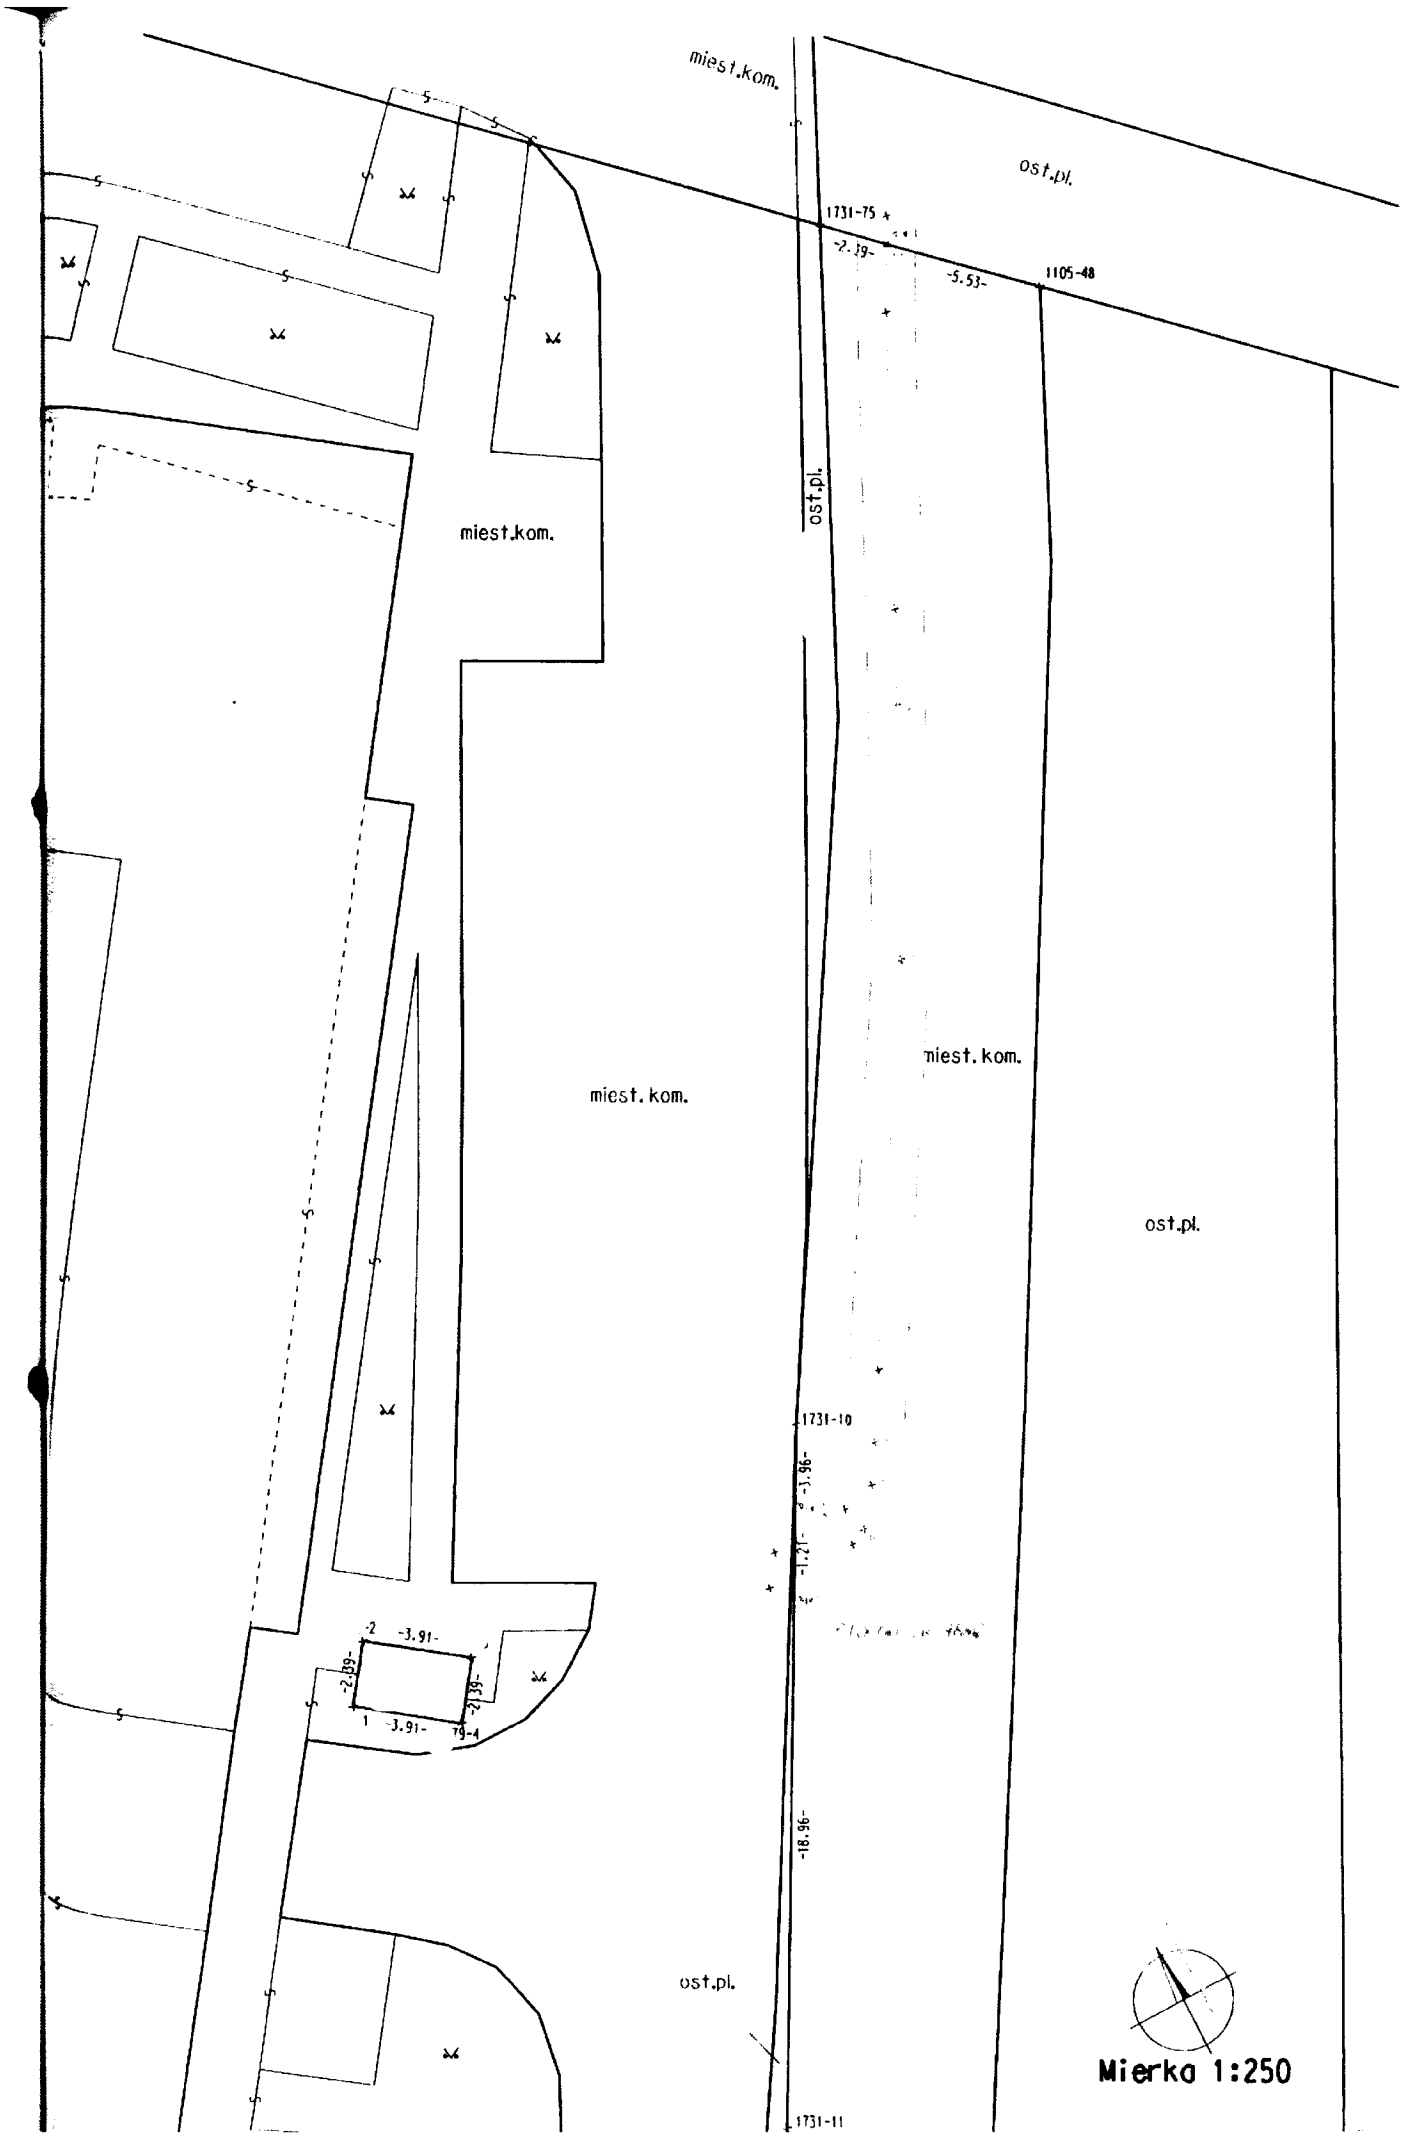 miest.kom.
ost.pl.
1731-75
-2.39-
-5.53-
1105-48
ost.pl.
miest.kom.
miest.kom.
miest.kom.
ost.pl.
1731-10
-3.96-
-1.21-
-2
-3.91-
-2.39-
-2.39-
1
-3.91-
79-4
-18.96-
ost.pl.
Mierka 1:250
1731-11